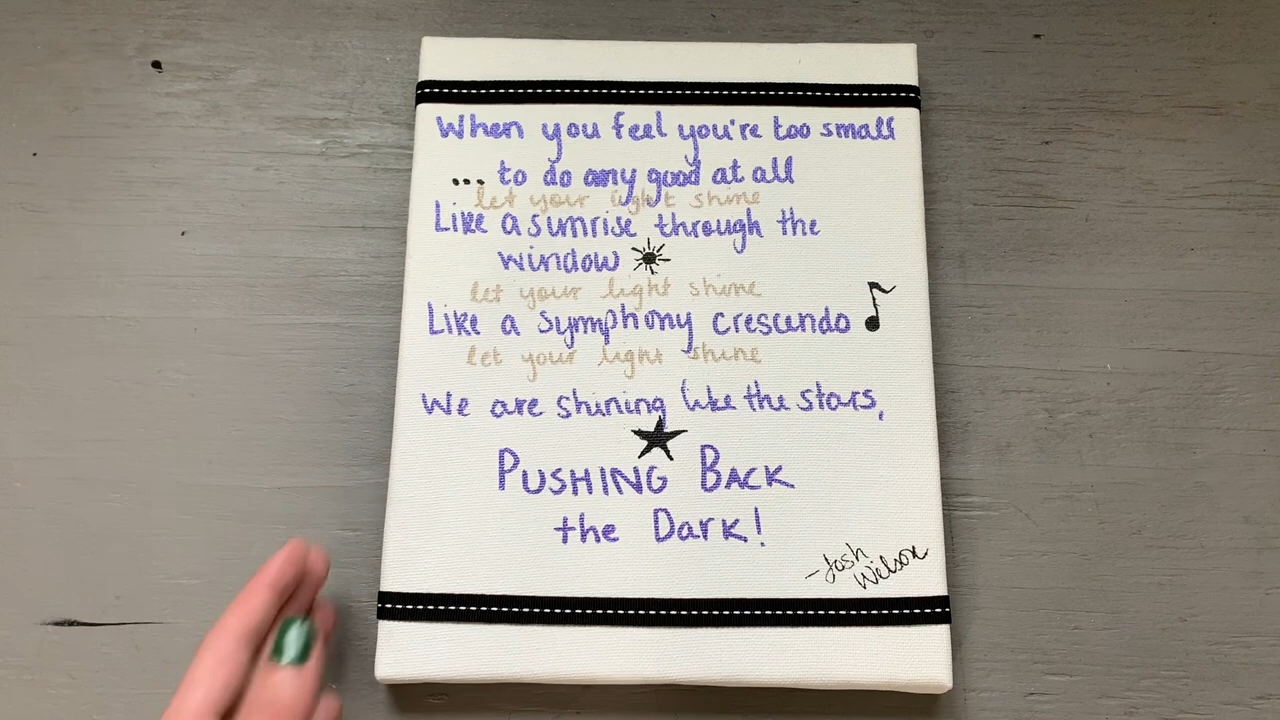 When you feel you're too small
... to do any good at all
let your light shine
Like a sunrise through the
window
let your light shine
Like a symphony crescendo
let your light shine
We are shining like the stars,
PUSHING BACK
the Dark!
-Josh
Wilson